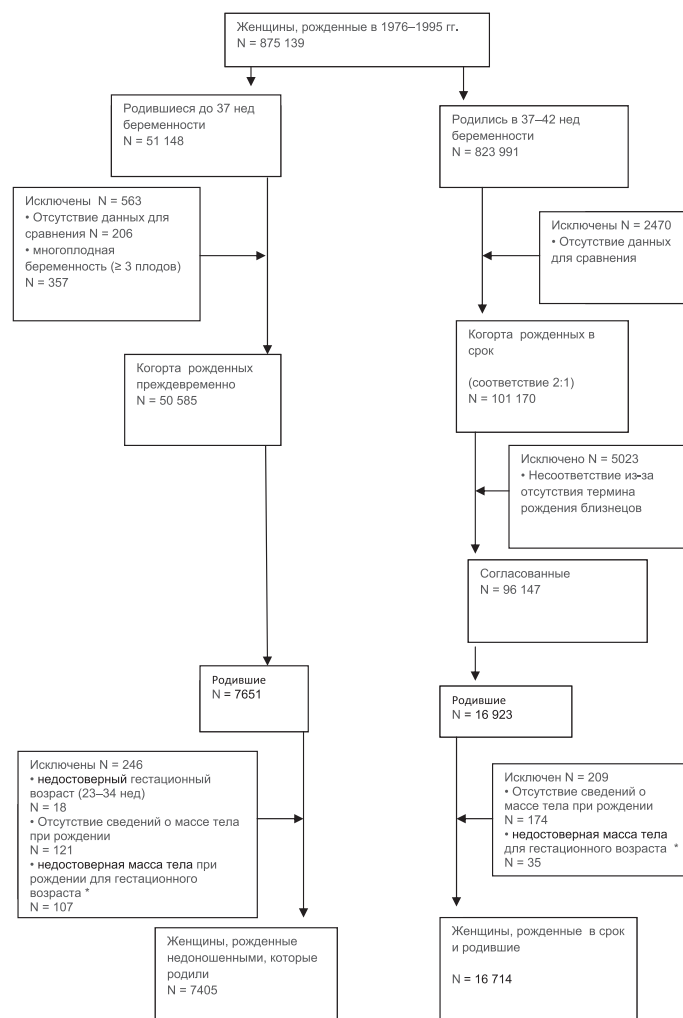 Женщины, рожденные в 1976–1995 гг.
N = 875 139
Родившиеся до 37 нед
беременности
N = 51 148
Родились в 37–42 нед
беременности
N = 823 991
Исключены N = 563
• Отсутствие данных для
сравнения N = 206
• многоплодная
беременность (≥ 3 плодов)
N = 357
Исключены N = 2470
• Отсутствие данных
для сравнения
Когорта рожденных
преждевременно
N = 50 585
Когорта рожденных в
срок
(соответствие 2:1)
N = 101 170
Исключено N = 5023
• Несоответствие из-за
отсутствия термина
рождения близнецов
Согласованные
N = 96 147
Родившие
N = 7651
Родившие
N = 16 923
Исключены N = 246
• недостоверный гестационный
возраст (23–34 нед)
N = 18
• Отсутствие сведений о массе тела
при рождении
N = 121
• недостоверная масса тела при
рождении для гестационного
возраста *
N = 107
Исключен N = 209
• Отсутствие сведений о
массе тела при рождении
N = 174
• недостоверная масса тела
для гестационного возраста *
N = 35
Женщины, рожденные
недоношенными, которые
родили
N = 7405
Женщины, рожденные в срок
и родившие
N = 16 714